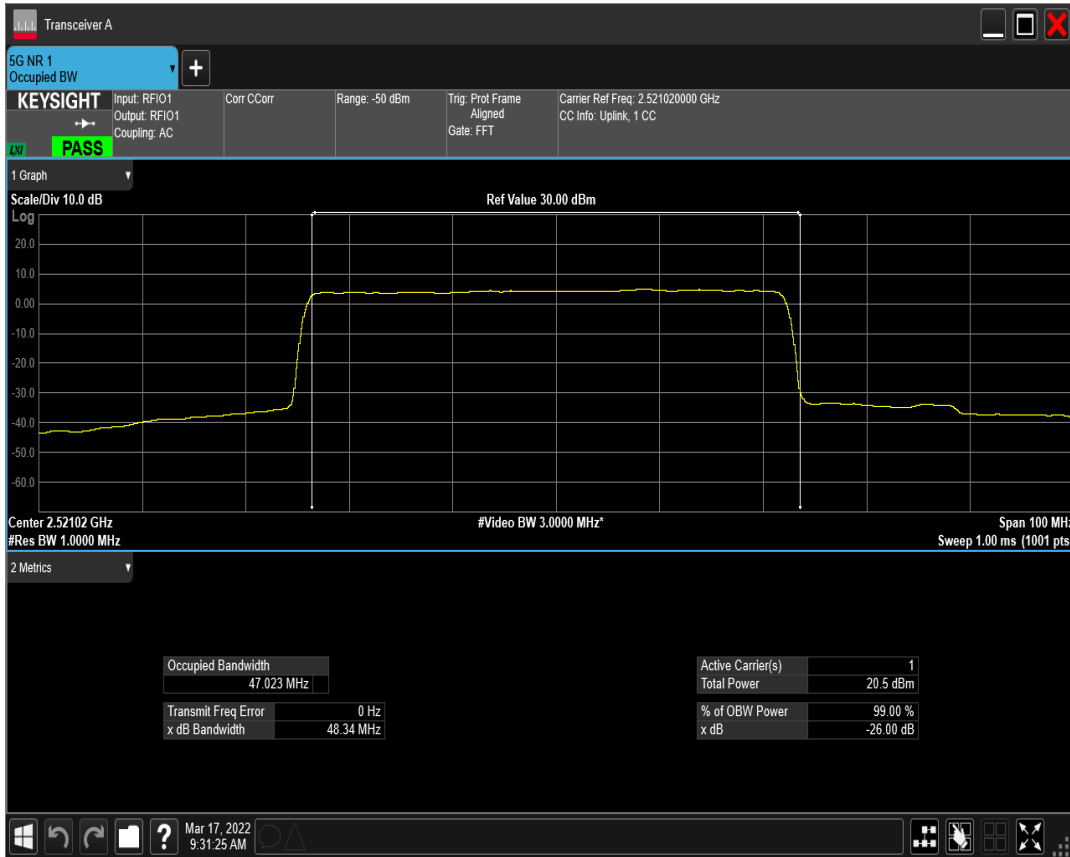 Transceiver A
5G NR 1
Occupied BW
KEYSIGHT
LXI
PASS
Input: RFIO1
Output: RFIO1
Coupling: AC
Corr CCorr
Range: -50 dBm
Trig: Prot Frame
Aligned
Gate: FFT
Carrier Ref Freq: 2.521020000 GHz
CC Info: Uplink, 1 CC
1 Graph
Scale/Div 10.0 dB
Ref Value 30.00 dBm
Log
20.0
10.0
0.00
-10.0
-20.0
-30.0
-40.0
-50.0
-60.0
Center 2.52102 GHz
#Video BW 3.0000 MHz*
Span 100 MHz
#Res BW 1.0000 MHz
Sweep 1.00 ms (1001 pts
2 Metrics
Occupied Bandwidth
47.023 MHz
Transmit Freq Error 0 Hz
x dB Bandwidth 48.34 MHz
Active Carrier(s) 1
Total Power 20.5 dBm
% of OBW Power 99.00 %
x dB -26.00 dB
?
Mar 17, 2022
9:31:25 AM